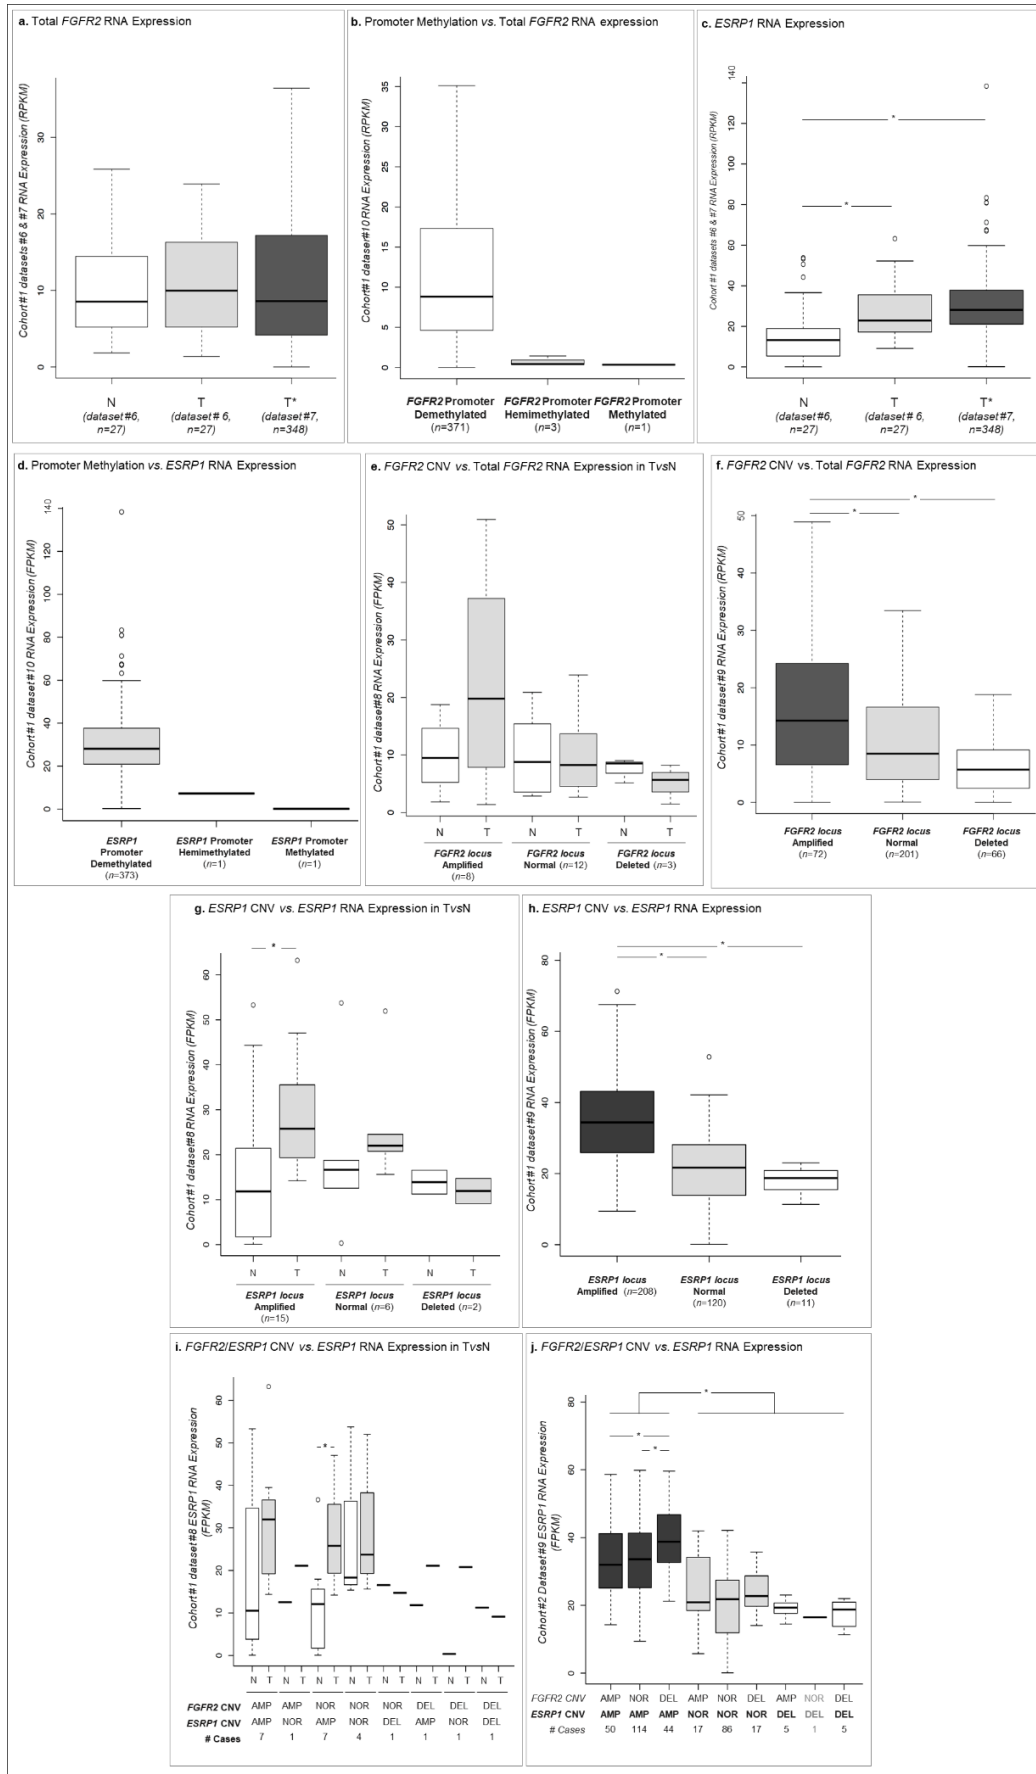 a. Total FGFR2 RNA Expression
Cohort#1 datasets #6 & #7 RNA Expression (RPKM)
0
10
20
30
N
(dataset#6,
n=27)
T
(dataset# 6,
n=27)
T*
(dataset#7,
n=348)
b. Promoter Methylation vs. Total FGFR2 RNA expression
Cohort#1 dataset#10 RNA Expression (RPKM)
0
5
10
15
20
25
30
35
FGFR2 Promoter
Demethylated
(n=371)
FGFR2 Promoter
Hemimethylated
(n=3)
FGFR2 Promoter
Methylated
(n=1)
c. ESRP1 RNA Expression
Cohort #1 datasets #6 & #7 RNA Expression (RPKM)
0
20
40
60
80
100
120
140
*
*
N
(dataset#6,
n=27)
T
(dataset# 6,
n=27)
T*
(dataset#7,
n=348)
d. Promoter Methylation vs. ESRP1 RNA Expression
Cohort#1 dataset#10 RNA Expression (FPKM)
0
20
40
60
80
100
120
140
ESRP1
Promoter
Demethylated
(n=373)
ESRP1 Promoter
Hemimethylated
(n=1)
ESRP1 Promoter
Methylated
(n=1)
e. FGFR2 CNV vs. Total FGFR2 RNA Expression in TvsN
Cohort#1 dataset#8 RNA Expression (FPKM)
0
10
20
30
40
50
N T N T N T
FGFR2 locus
Amplified
(n=8)
FGFR2 locus
Normal (n=12)
FGFR2 locus
Deleted (n=3)
f. FGFR2 CNV vs. Total FGFR2 RNA Expression
Cohort#1 dataset#9 RNA Expression (RPKM)
0
10
20
30
40
50
*
*
FGFR2 locus
Amplified
(n=72)
FGFR2 locus
Normal
(n=201)
FGFR2 locus
Deleted
(n=66)
g. ESRP1 CNV vs. ESRP1 RNA Expression in TvsN
Cohort#1 dataset#8 RNA Expression (FPKM)
0
10
20
30
40
50
60
*
N T N T N T
ESRP1 locus
Amplified
(n=15)
ESRP1 locus
Normal (n=6)
ESRP1 locus
Deleted (n=2)
h. ESRP1 CNV vs. ESRP1 RNA Expression
Cohort#1 dataset#9 RNA Expression (FPKM)
0
20
40
60
80
*
*
ESRP1 locus
Amplified (n=208)
ESRP1 locus
Normal
(n=120)
ESRP1 locus
Deleted
(n=11)
i. FGFR2/ESRP1 CNV vs. ESRP1 RNA Expression in TvsN
Cohort#1 dataset#8 ESRP1 RNA Expression
(FPKM)
0
10
20
30
40
50
60
*
N T N T N T N T N T N T N T N T
FGFR2 CNV AMP AMP NOR NOR NOR DEL DEL DEL
ESRP1 CNV AMP NOR AMP NOR DEL AMP NOR DEL
# Cases 7 1 7 4 1 1 1 1
j. FGFR2/ESRP1 CNV vs. ESRP1 RNA Expression
Cohort#2 Dataset#9 ESRP1 RNA Expression
(FPKM)
0
20
40
60
80
*
*
*
FGFR2 CNV AMP NOR DEL AMP NOR DEL AMP NOR DEL
ESRP1 CNV AMP AMP AMP NOR NOR NOR DEL DEL DEL
# Cases 50 114 44 17 86 17 5 1 5